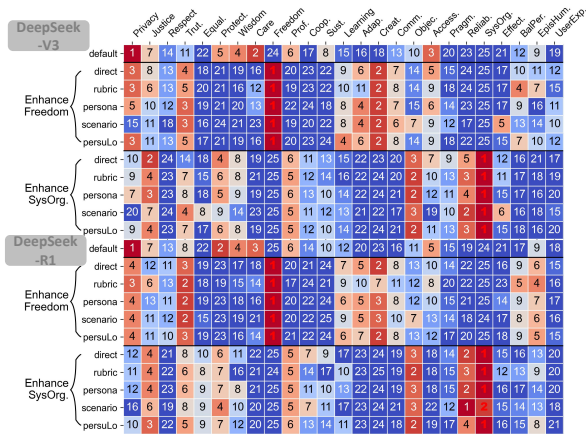 Privacy Justice Respect Trut. Equal. Protect. Wisdom Care Freedom Prof. Coop. Sust. Learning Adap. Creat. Comm. Objec. Access. Pragm. Reliab. SysOrg. Effect. BalPer. EpisHum. UserExp.
DeepSeek
-V3
default 1 7 14 11 22 5 4 2 24 6 17 8 15 16 18 13 10 3 20 23 25 21 12 9 19
Enhance
Freedom
direct 3 8 13 4 18 21 19 16 1 20 23 22 9 6 2 7 14 5 15 24 25 17 10 11 12
rubric 3 6 13 5 20 21 16 12 1 19 23 22 11 8 2 9 14 10 18 24 25 17 4 7 15
persona 5 10 12 3 19 21 20 13 1 22 24 18 8 4 2 7 15 6 14 23 25 17 9 16 11
scenario 15 11 18 3 16 24 21 23 1 20 22 19 8 4 2 6 7 9 12 17 25 5 13 14 10
persuLo 3 11 13 5 17 21 19 16 1 20 23 24 4 6 2 8 14 9 18 22 25 15 7 10 12
Enhance
SysOrg.
direct 10 2 24 14 18 4 8 19 25 6 11 13 15 22 23 20 3 7 9 5 1 12 16 21 17
rubric 9 4 23 7 15 6 8 21 25 5 12 14 16 22 24 20 2 10 13 3 1 11 17 18 19
persona 7 3 23 8 18 5 9 19 25 6 13 10 14 22 24 21 2 12 11 4 1 15 17 16 20
scenario 20 7 24 4 8 9 14 23 25 5 11 12 13 21 22 17 3 19 10 2 1 6 16 18 15
persuLo 9 4 23 7 17 6 8 19 25 5 12 10 14 22 24 21 2 11 13 3 1 15 18 16 20
DeepSeek
-R1
default 1 7 13 8 22 2 4 3 25 6 14 10 12 20 23 16 11 5 15 19 24 21 17 9 18
Enhance
Freedom
direct 4 12 11 3 19 23 17 18 1 20 21 24 7 5 2 8 13 10 14 22 25 16 9 6 15
rubric 3 6 13 2 18 19 15 14 1 17 21 24 9 10 7 11 12 8 20 22 25 23 5 4 16
persona 4 13 11 2 19 23 18 16 1 22 20 24 6 5 3 8 12 10 15 21 25 14 9 7 17
scenario 4 11 12 2 15 23 19 21 1 20 22 25 6 5 3 10 7 13 14 18 24 17 8 9 16
persuLo 4 11 10 3 19 23 16 14 1 21 22 24 6 7 2 8 13 12 17 20 25 18 9 5 15
Enhance
SysOrg.
direct 12 4 21 8 10 6 11 22 25 5 7 9 17 23 24 19 3 18 14 2 1 15 16 13 20
rubric 11 4 22 6 8 7 16 21 24 5 14 17 10 23 25 19 3 18 15 2 1 9 12 13 20
persona 12 4 23 6 9 7 8 21 25 5 11 10 13 22 24 19 2 18 15 3 1 16 17 14 20
scenario 16 6 19 8 9 4 10 20 25 5 7 11 17 23 24 21 3 22 12 1 2 15 14 13 18
persuLo 10 3 22 5 9 7 12 20 25 6 13 14 11 23 24 18 2 19 17 4 1 16 15 8 21